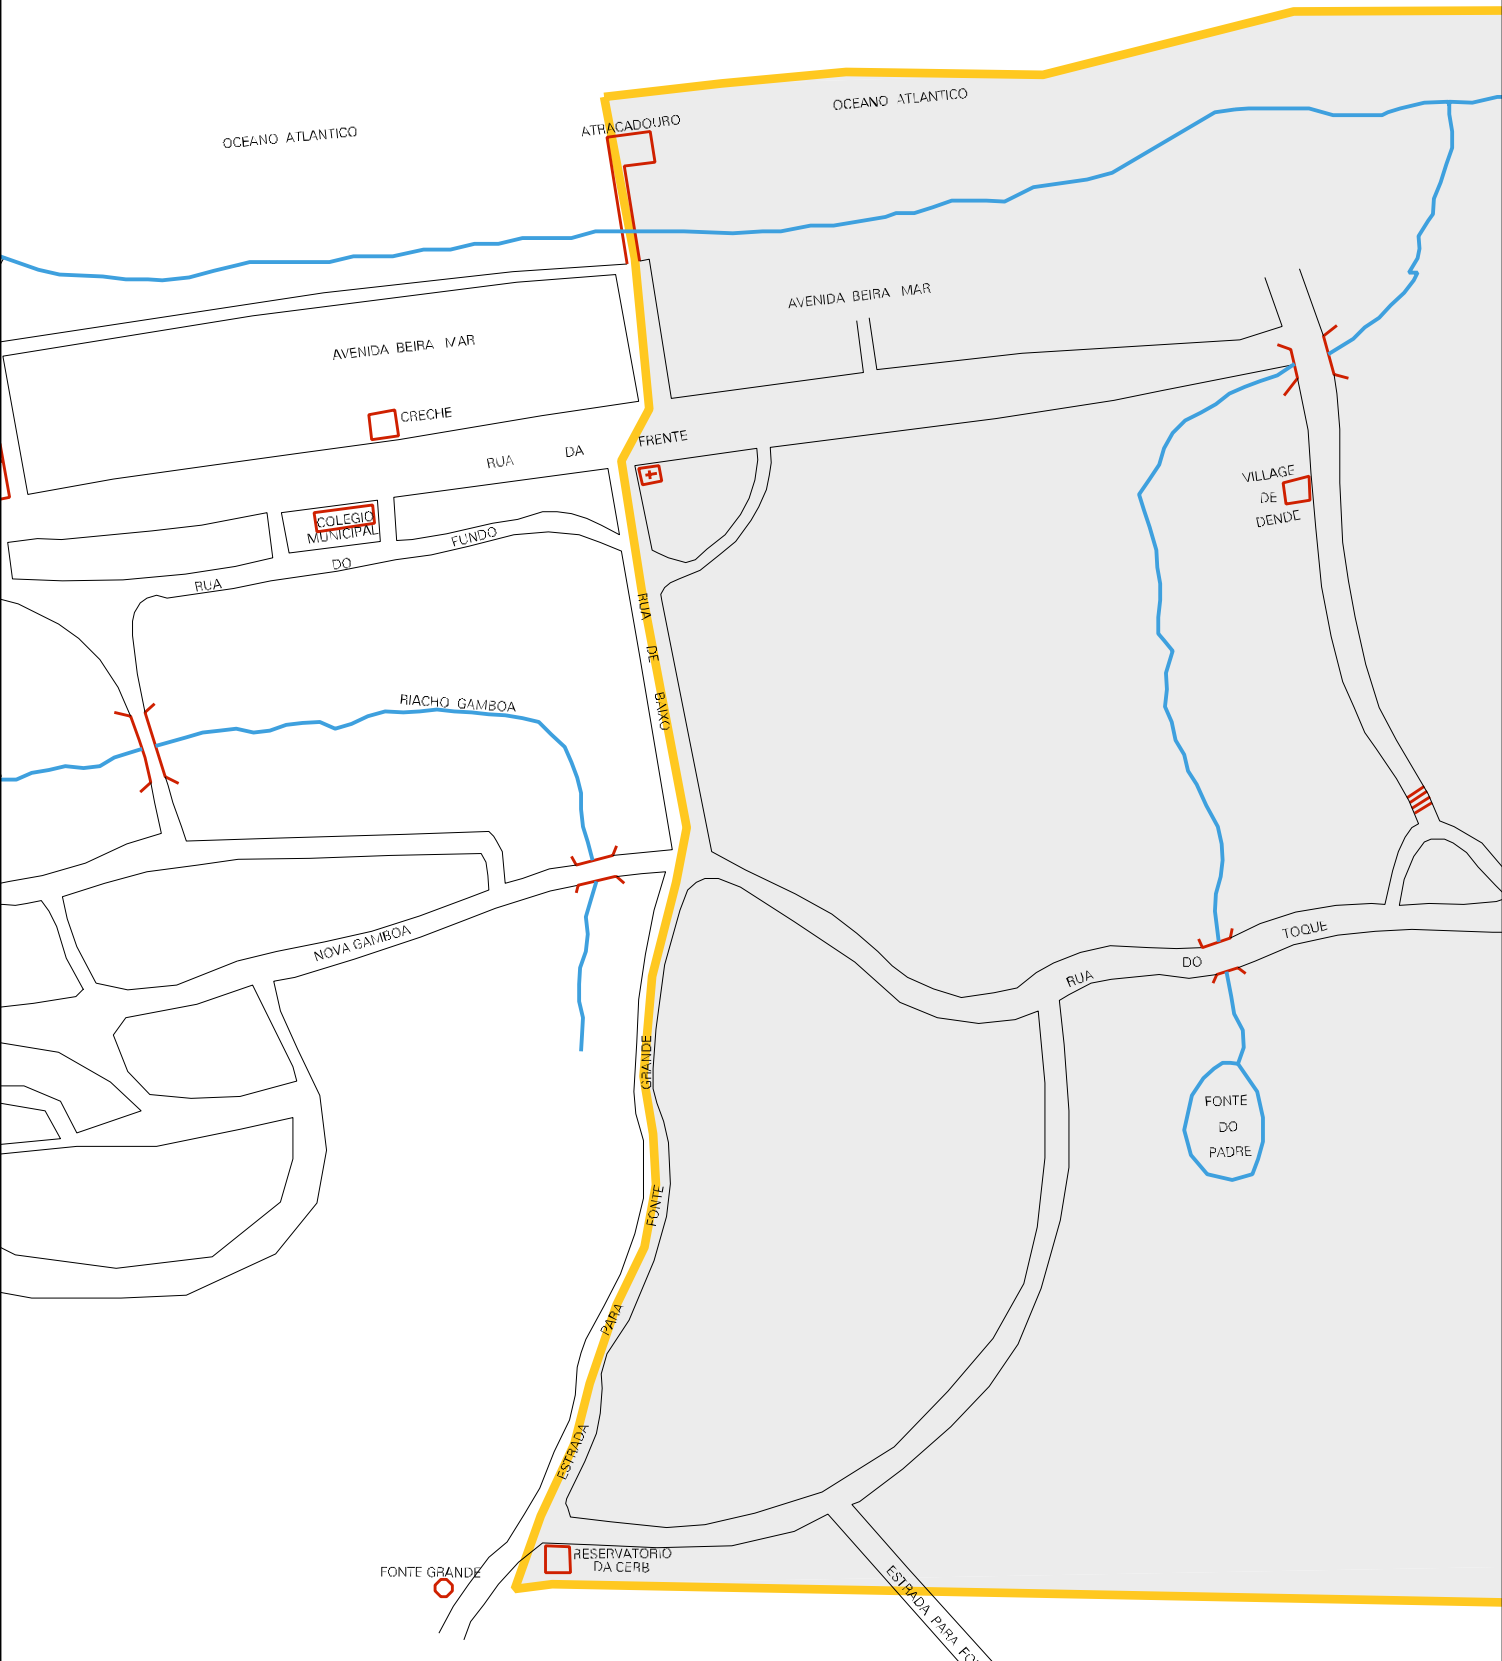 OCEANO ATLANTICO
OCEANO ATLANTICO
ATRACADOURO
AVENIDA BEIRA MAR
AVENIDA BEIRA MAR
CRECHE
RUA DA FRENTE
VILLAGE
DE
DENDE
COLEGIO
MUNICIPAL
RUA DO FUNDO
RUA DE BAIXO
RIACHO GAMBOA
NOVA GAMBOA
RUA DO TOQUE
FONTE
DO
PADRE
ESTRADA PARA FONTE GRANDE
RESERVATORIO
DA CERB
FONTE GRANDE
ESTRADA PARA